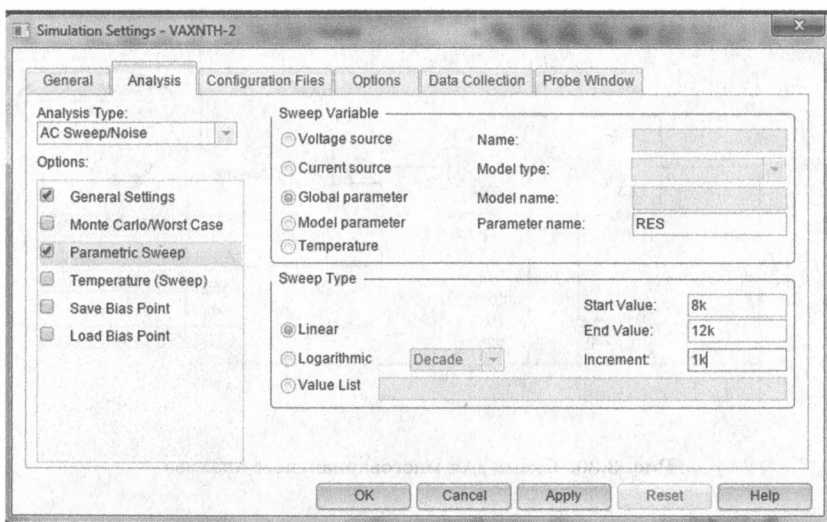 Simulation Settings - VAXNTH-2
General Analysis Configuration Files Options Data Collection Probe Window
Analysis Type:
AC Sweep/Noise
Options:
General Settings
Monte Carlo/Worst Case
Parametric Sweep
Temperature (Sweep)
Save Bias Point
Load Bias Point
Sweep Variable
Voltage source
Current source
Global parameter
Model parameter
Temperature
Name:
Model type:
Model name:
Parameter name: RES
Sweep Type
Linear
Logarithmic Decade
Value List
Start Value: 8k
End Value: 12k
Increment: 1k
OK Cancel Apply Reset Help